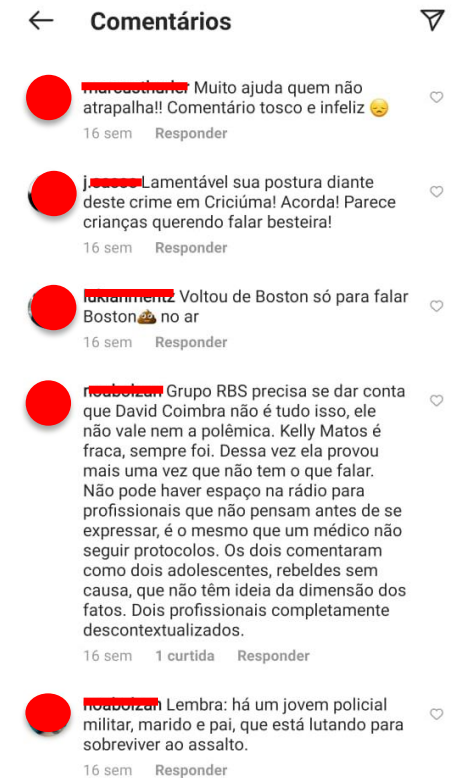 Comentários
Muito ajuda quem não
atrapalha!! Comentário tosco e infeliz 😞
16 sem Responder
Lamentável sua postura diante
deste crime em Criciúma! Acorda! Parece
crianças querendo falar besteira!
16 sem Responder
Voltou de Boston só para falar
Boston💩 no ar
16 sem Responder
Grupo RBS precisa se dar conta
que David Coimbra não é tudo isso, ele
não vale nem a polêmica. Kelly Matos é
fraca, sempre foi. Dessa vez ela provou
mais uma vez que não tem o que falar.
Não pode haver espaço na rádio para
profissionais que não pensam antes de se
expressar, é o mesmo que um médico não
seguir protocolos. Os dois comentaram
como dois adolescentes, rebeldes sem
causa, que não têm ideia da dimensão dos
fatos. Dois profissionais completamente
descontextualizados.
16 sem 1 curtida Responder
Lembra: há um jovem policial
militar, marido e pai, que está lutando para
sobreviver ao assalto.
16 sem Responder